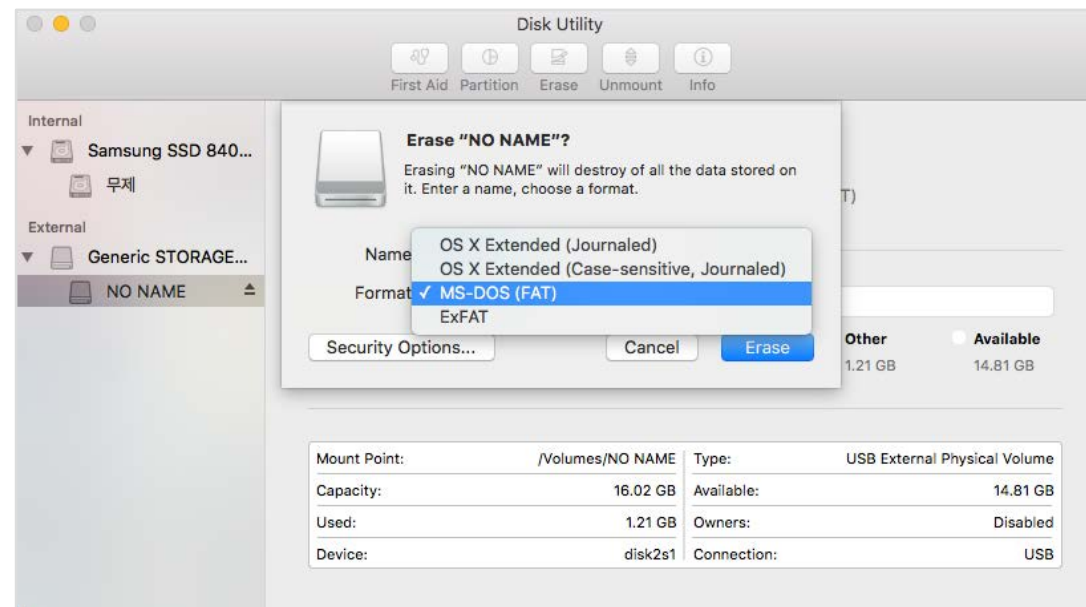 Disk Utility
First Aid Partition Erase Unmount Info
Internal
Samsung SSD 840...
무제
External
Generic STORAGE...
NO NAME
Erase "NO NAME"?
Erasing "NO NAME" will destroy of all the data stored on
it. Enter a name, choose a format.
T)
Name
OS X Extended (Journaled)
OS X Extended (Case-sensitive, Journaled)
Format ✓ MS-DOS (FAT)
ExFAT
Security Options... Cancel Erase
Other Available
1.21 GB 14.81 GB
Mount Point: /Volumes/NO NAME Type: USB External Physical Volume
Capacity: 16.02 GB Available: 14.81 GB
Used: 1.21 GB Owners: Disabled
Device: disk2s1 Connection: USB